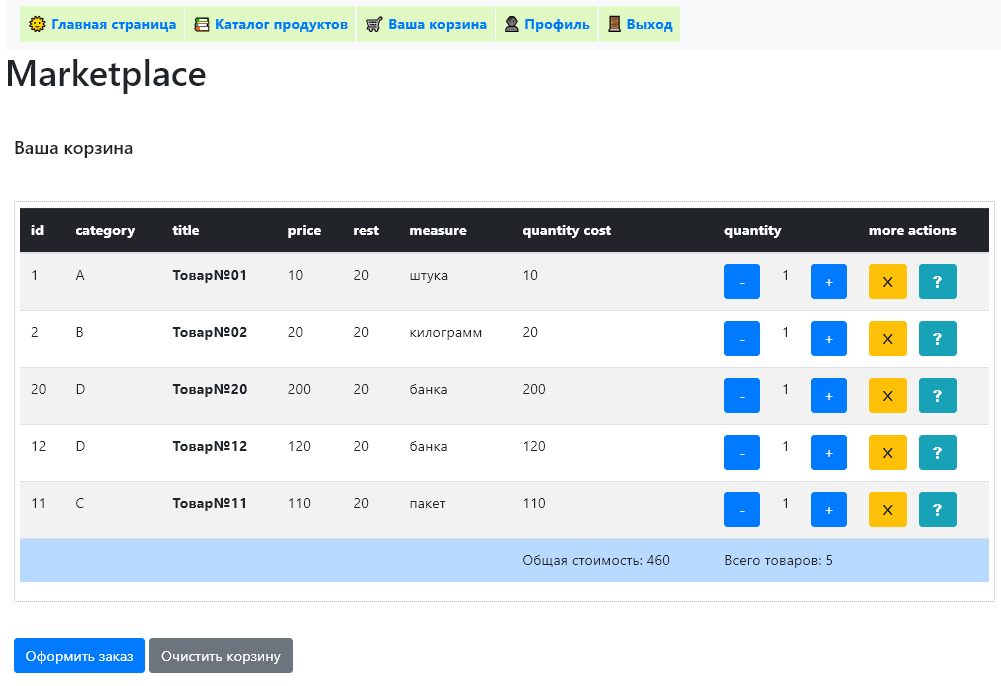 Главная страница Каталог продуктов Ваша корзина Профиль Выход
Marketplace
Ваша корзина
id category title price rest measure quantity cost quantity more actions
1 A Товар№01 10 20 штука 10 - 1 + X ?
2 B Товар№02 20 20 килограмм 20 - 1 + X ?
20 D Товар№20 200 20 банка 200 - 1 + X ?
12 D Товар№12 120 20 банка 120 - 1 + X ?
11 C Товар№11 110 20 пакет 110 - 1 + X ?
Общая стоимость: 460 Всего товаров: 5
Оформить заказ Очистить корзину